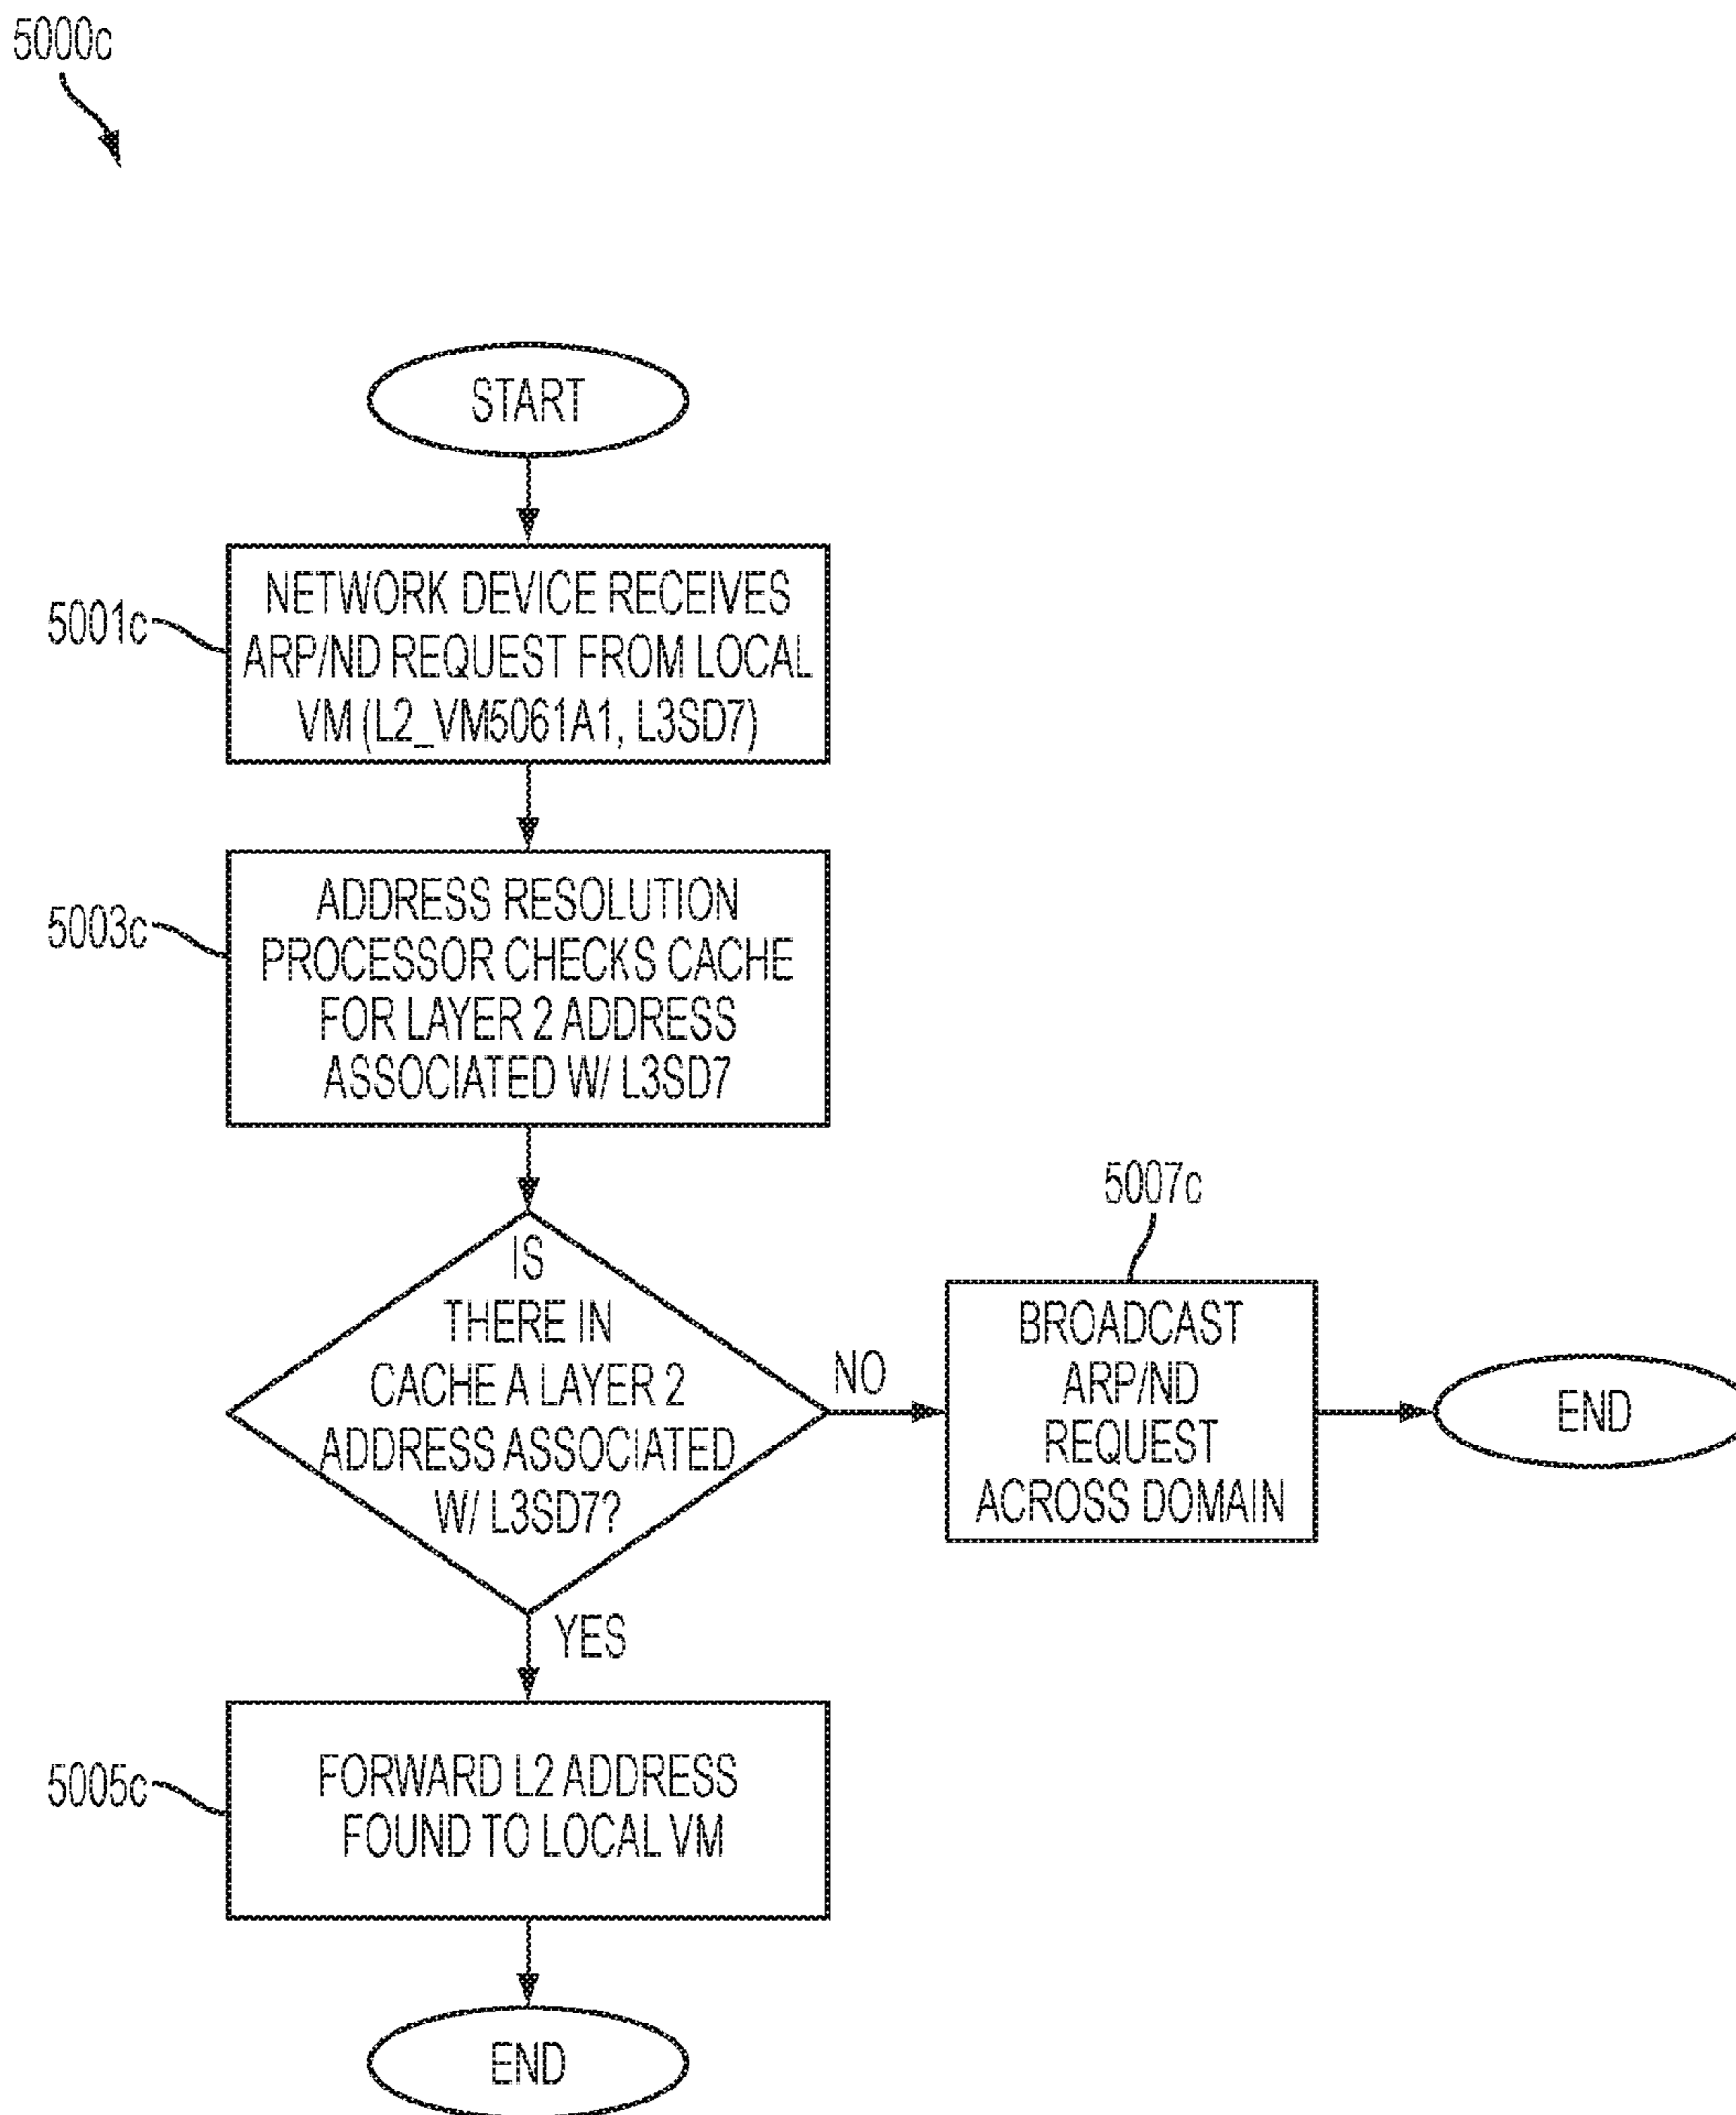 5000c
START
5001c
NETWORK DEVICE RECEIVES
ARP/ND REQUEST FROM LOCAL
VM (L2_VM5061A1, L3SD7)
5003c
ADDRESS RESOLUTION
PROCESSOR CHECKS CACHE
FOR LAYER 2 ADDRESS
ASSOCIATED W/ L3SD7
IS
THERE IN
CACHE A LAYER 2
ADDRESS ASSOCIATED
W/ L3SD7?
NO
5007c
BROADCAST
ARP/ND
REQUEST
ACROSS DOMAIN
END
YES
5005c
FORWARD L2 ADDRESS
FOUND TO LOCAL VM
END